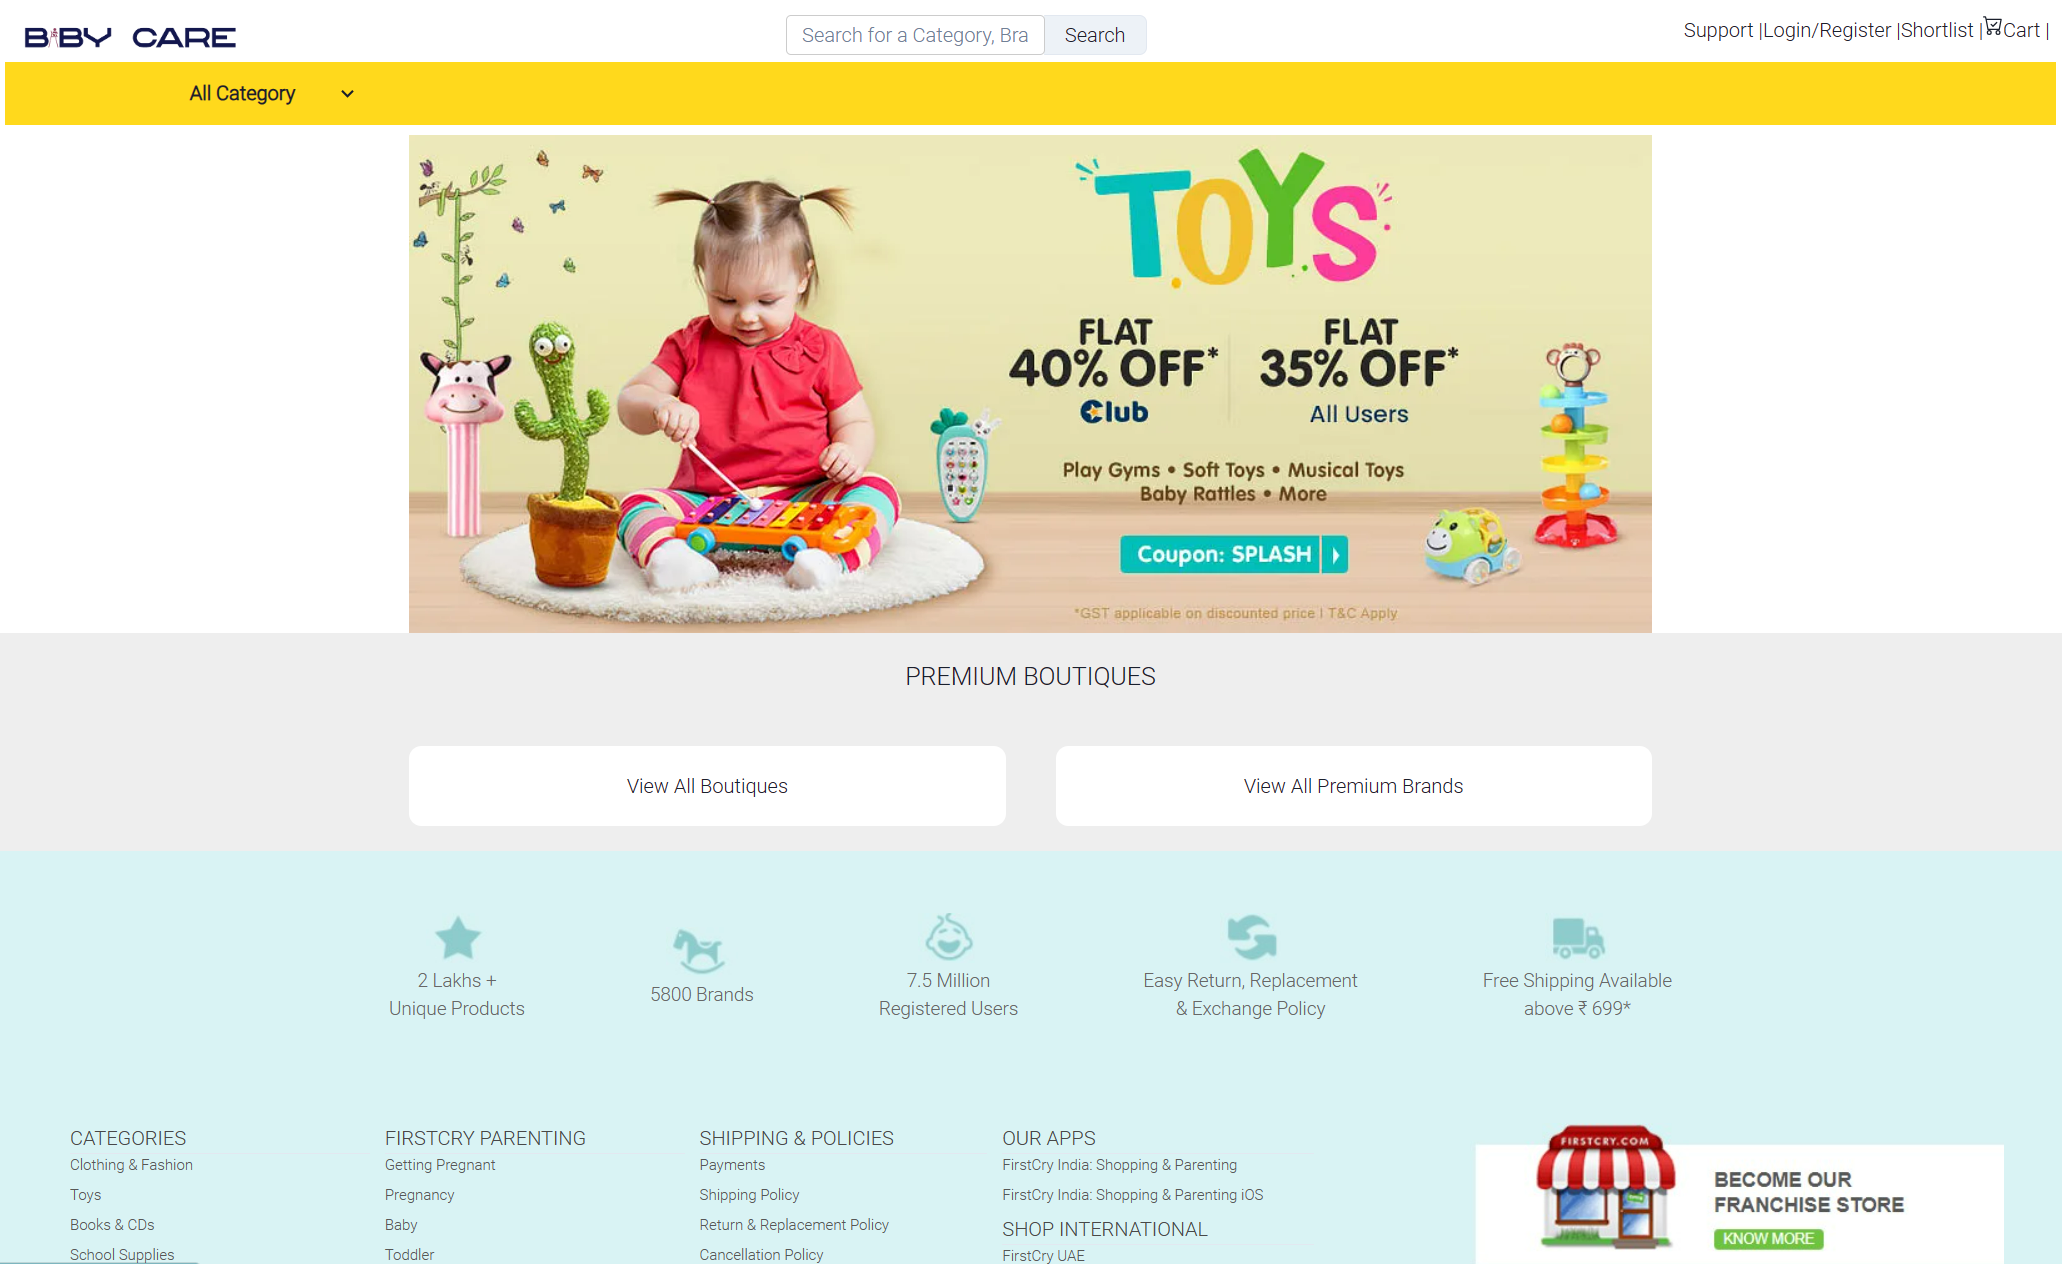 BABY CARE
Search for a Category, Bra
Search
Support |Login/Register |Shortlist |Cart |
All Category
TOYS
FLAT
40% OFF*
Club
FLAT
35% OFF*
All Users
Play Gyms • Soft Toys • Musical Toys
Baby Rattles • More
Coupon: SPLASH
*GST applicable on discounted price I T&C Apply
PREMIUM BOUTIQUES
View All Boutiques
View All Premium Brands
2 Lakhs +
Unique Products
5800 Brands
7.5 Million
Registered Users
Easy Return, Replacement
& Exchange Policy
Free Shipping Available
above ₹ 699*
CATEGORIES
Clothing & Fashion
Toys
Books & CDs
School Supplies
FIRSTCRY PARENTING
Getting Pregnant
Pregnancy
Baby
Toddler
SHIPPING & POLICIES
Payments
Shipping Policy
Return & Replacement Policy
Cancellation Policy
OUR APPS
FirstCry India: Shopping & Parenting
FirstCry India: Shopping & Parenting iOS
SHOP INTERNATIONAL
FirstCry UAE
FIRSTCRY.COM
BECOME OUR
FRANCHISE STORE
KNOW MORE